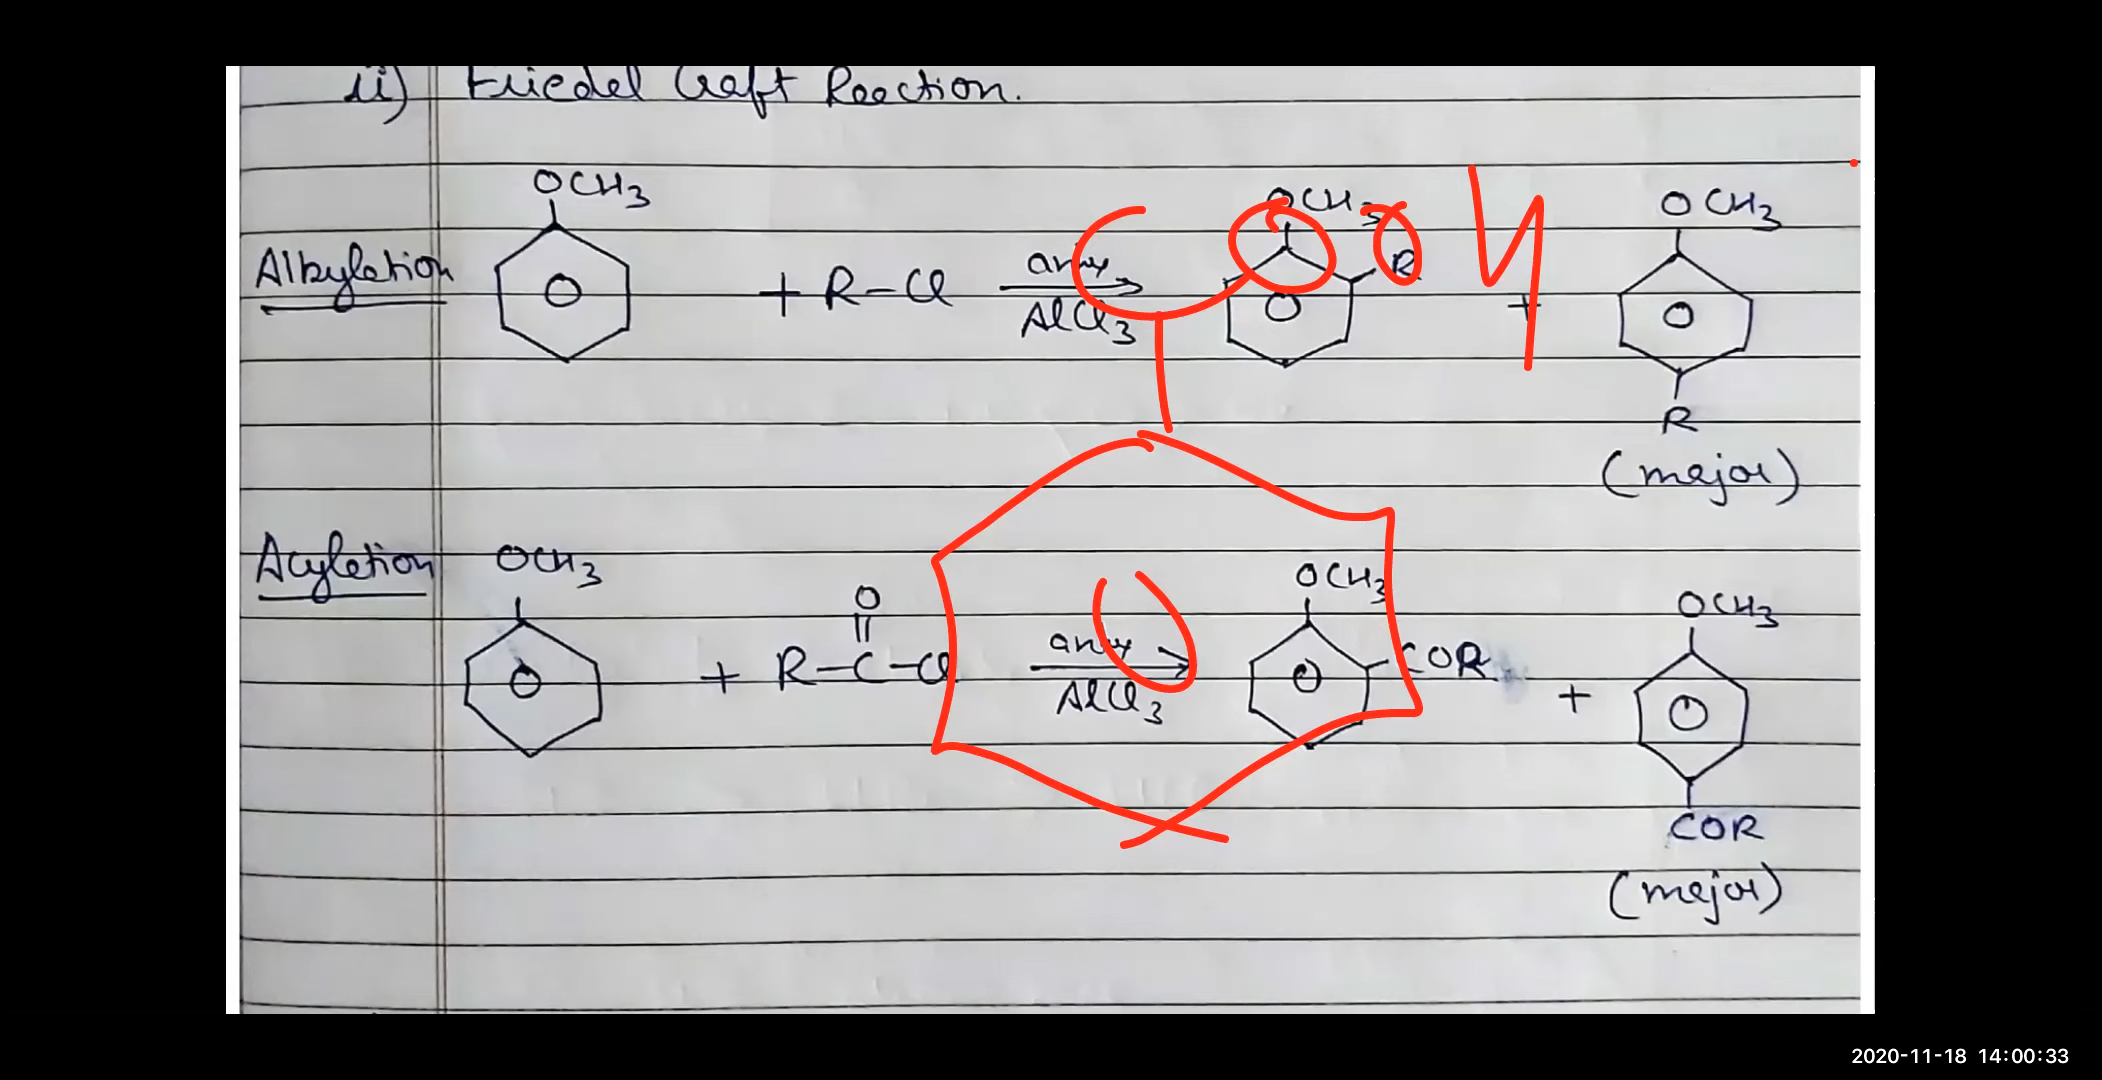 ii) Friedel Craft Reaction.
OCH3
OCH3
OCH3
Alkylation
+ R-Cl
anhy
AlCl3
R
+
R
(major)
Acylation
OCH3
OCH3
OCH3
O
+ R-C-Cl
anhy
AlCl3
COR
+
COR
(major)
2020-11-18 14:00:33